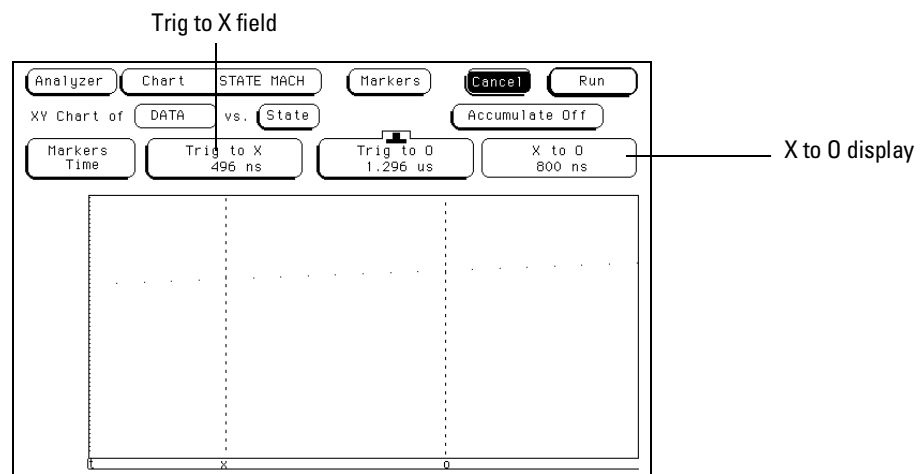 Trig to X field
Analyzer Chart STATE MACH Markers Cancel Run
XY Chart of DATA vs. State Accumulate Off
Markers Time Trig to X 496 ns Trig to O 1.296 us X to O 800 ns
X to O display
t X O